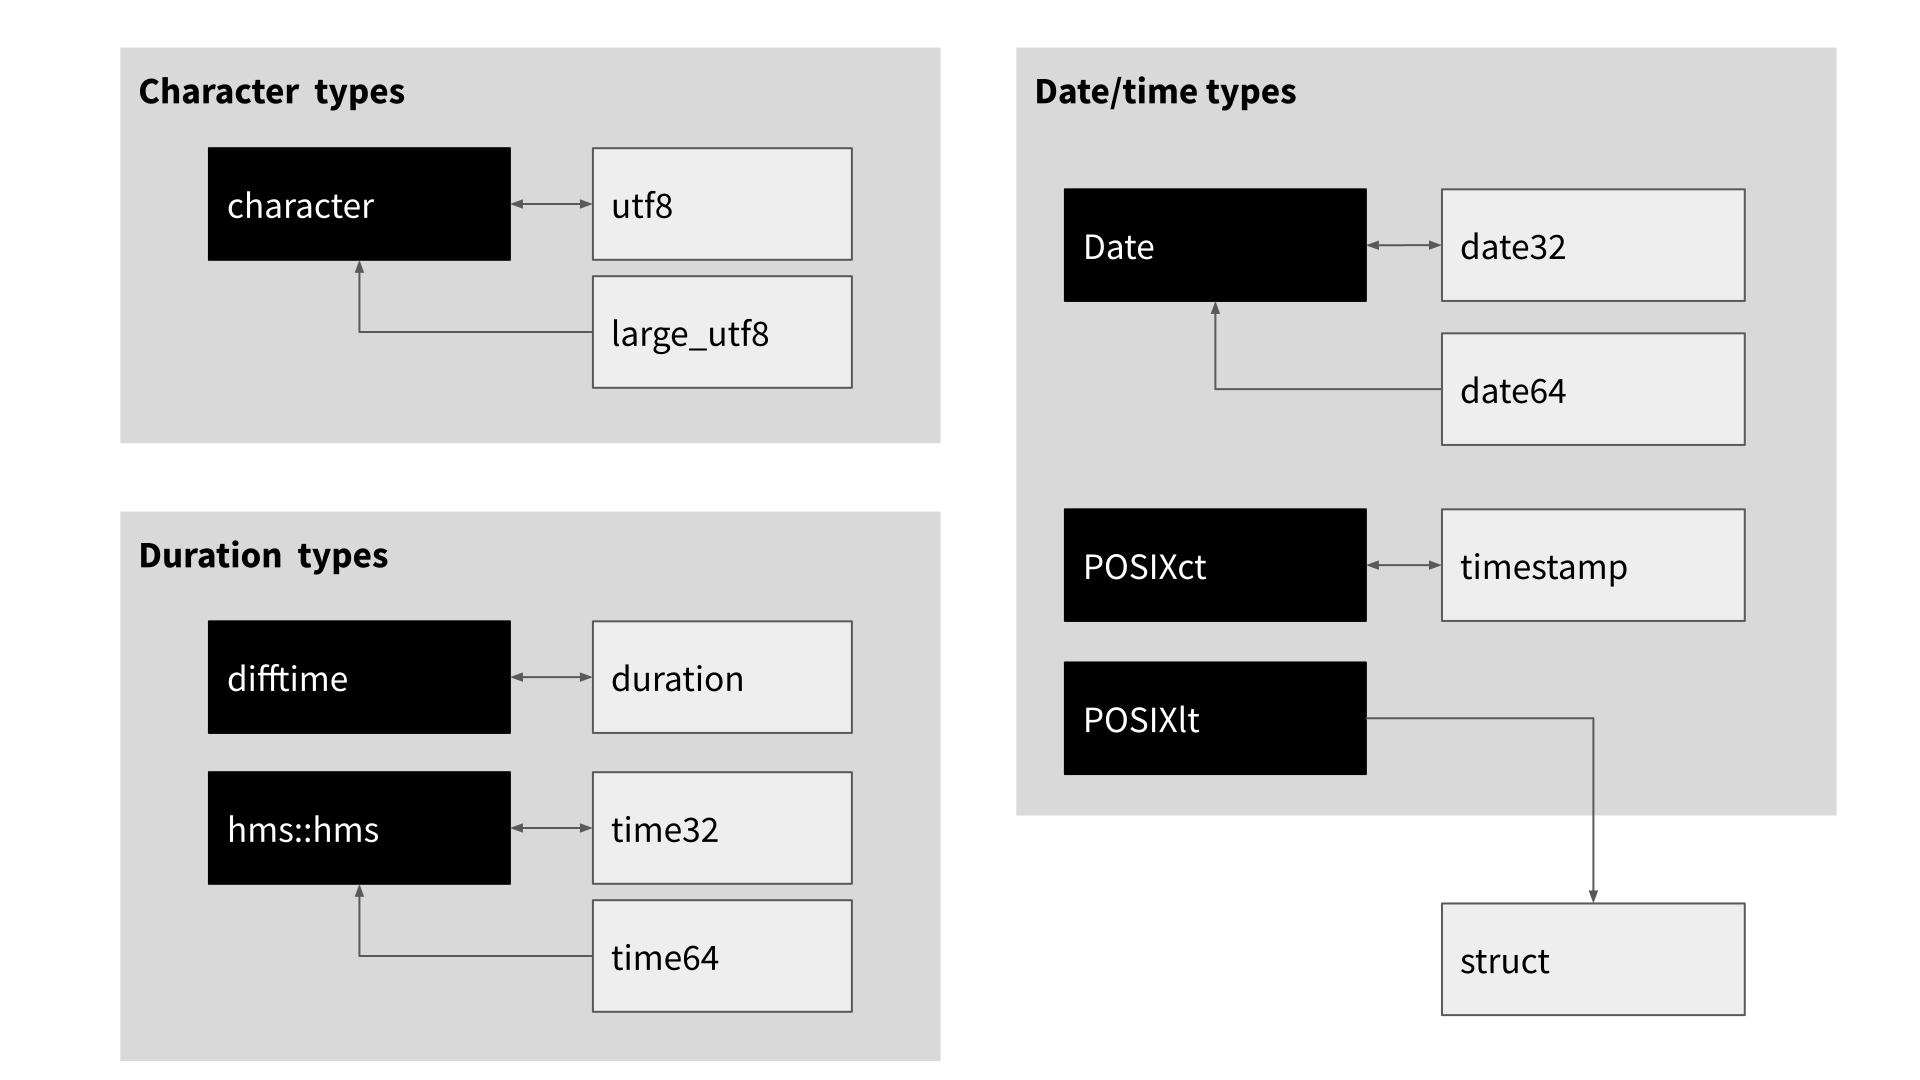 Character types
character
utf8
large_utf8
Duration types
difftime
duration
hms::hms
time32
time64
Date/time types
Date
date32
date64
POSIXct
timestamp
POSIXlt
struct